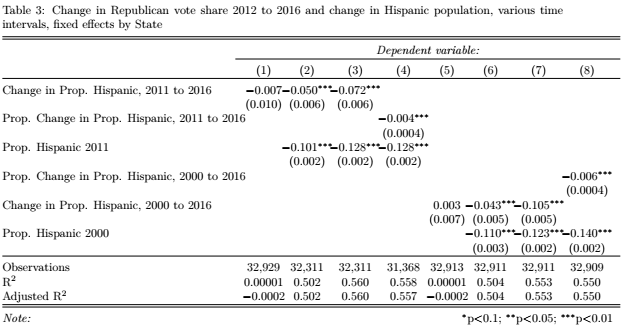 Table 3: Change in Republican vote share 2012 to 2016 and change in Hispanic population, various time
intervals, fixed effects by State
Dependent variable:
(1) (2) (3) (4) (5) (6) (7) (8)
Change in Prop. Hispanic, 2011 to 2016 −0.007 −0.050*** −0.072***
(0.010) (0.006) (0.006)
Prop. Change in Prop. Hispanic, 2011 to 2016 −0.004***
(0.0004)
Prop. Hispanic 2011 −0.101*** −0.128*** −0.128***
(0.002) (0.002) (0.002)
Prop. Change in Prop. Hispanic, 2000 to 2016 −0.006***
(0.0004)
Change in Prop. Hispanic, 2000 to 2016 0.003 −0.043*** −0.105***
(0.007) (0.005) (0.005)
Prop. Hispanic 2000 −0.110*** −0.123*** −0.140***
(0.003) (0.002) (0.002)
Observations 32,929 32,311 32,311 31,368 32,913 32,911 32,911 32,909
R² 0.00001 0.502 0.560 0.558 0.00001 0.504 0.553 0.550
Adjusted R² −0.0002 0.502 0.560 0.557 −0.0002 0.504 0.553 0.550
Note: *p<0.1; **p<0.05; ***p<0.01